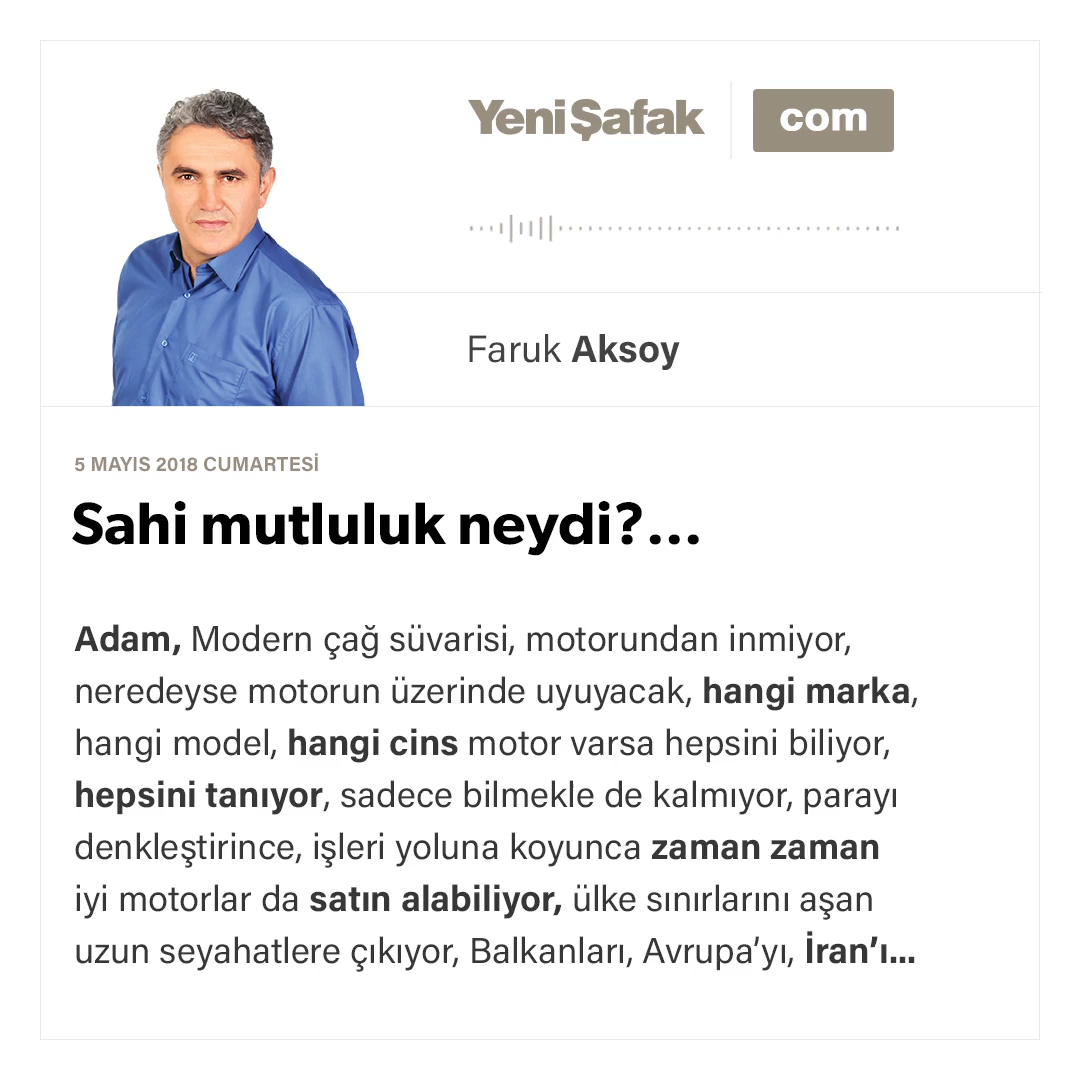 YeniŞafak com
Faruk Aksoy
5 MAYIS 2018 CUMARTESİ
Sahi mutluluk neydi?...
Adam, Modern çağ süvarisi, motorundan inmiyor,
neredeyse motorun üzerinde uyuyacak, hangi marka,
hangi model, hangi cins motor varsa hepsini biliyor,
hepsini tanıyor, sadece bilmekle de kalmıyor, parayı
denkleştirince, işleri yoluna koyunca zaman zaman
iyi motorlar da satın alabiliyor, ülke sınırlarını aşan
uzun seyahatlere çıkıyor, Balkanları, Avrupa’yı, İran’ı...